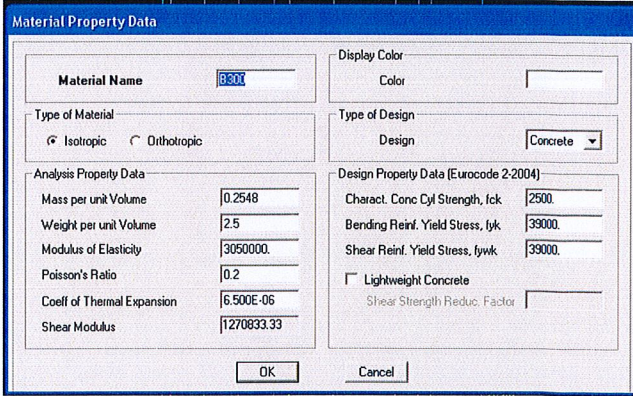 Material Property Data
Material Name B300
Display Color
Color
Type of Material
Isotropic Orthotropic
Type of Design
Design Concrete
Analysis Property Data
Mass per unit Volume 0.2548
Weight per unit Volume 2.5
Modulus of Elasticity 3050000.
Poisson's Ratio 0.2
Coeff of Thermal Expansion 6.500E-06
Shear Modulus 1270833.33
Design Property Data (Eurocode 2-2004)
Charact. Conc Cyl Strength, fck 2500.
Bending Reinf. Yield Stress, fyk 39000.
Shear Reinf. Yield Stress, fywk 39000.
Lightweight Concrete
Shear Strength Reduc. Factor
OK Cancel